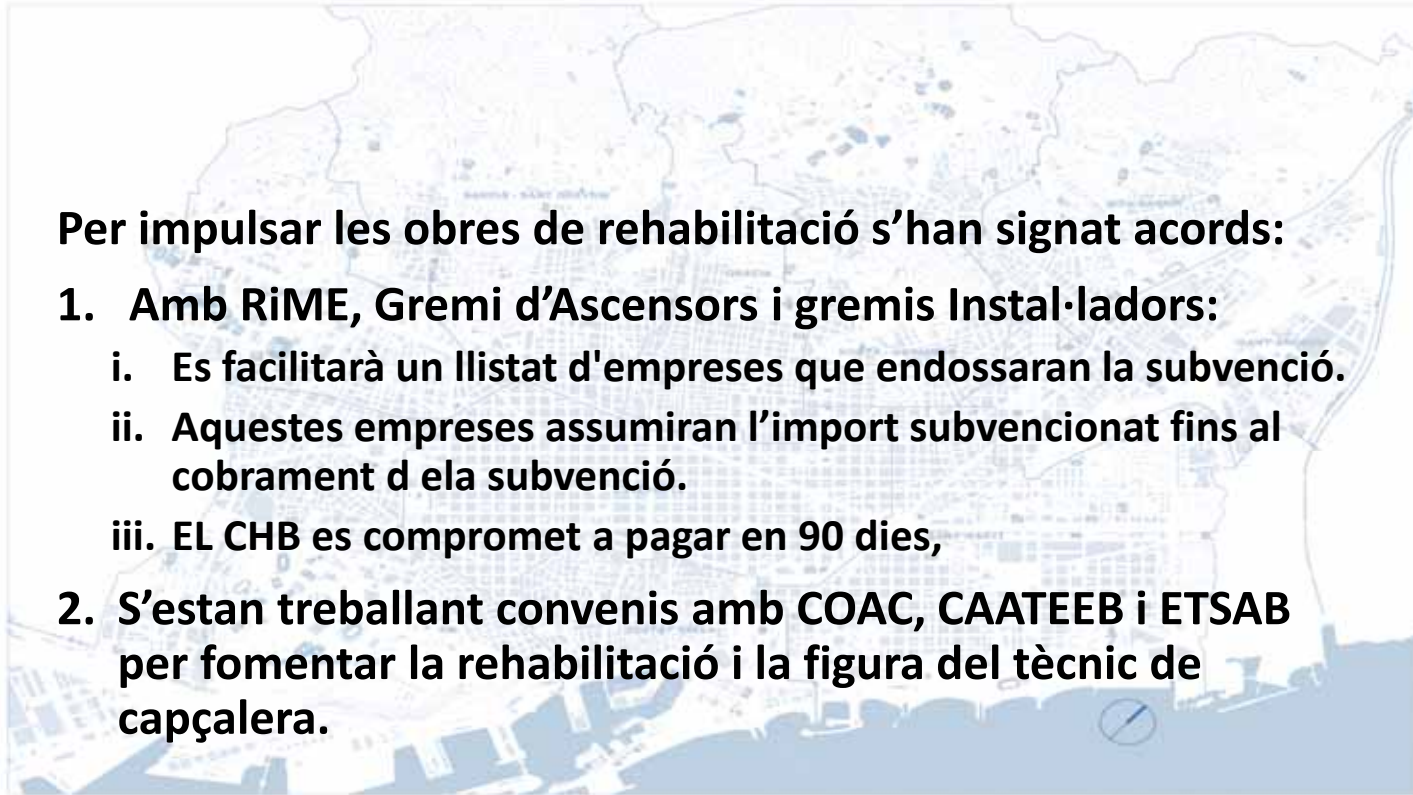 Per impulsar les obres de rehabilitació s’han signat acords:
1. Amb RiME, Gremi d’Ascensors i gremis Instal·ladors:
i. Es facilitarà un llistat d'empreses que endossaran la subvenció.
ii. Aquestes empreses assumiran l’import subvencionat fins al
cobrament d ela subvenció.
iii. EL CHB es compromet a pagar en 90 dies,
2. S’estan treballant convenis amb COAC, CAATEEB i ETSAB
per fomentar la rehabilitació i la figura del tècnic de
capçalera.